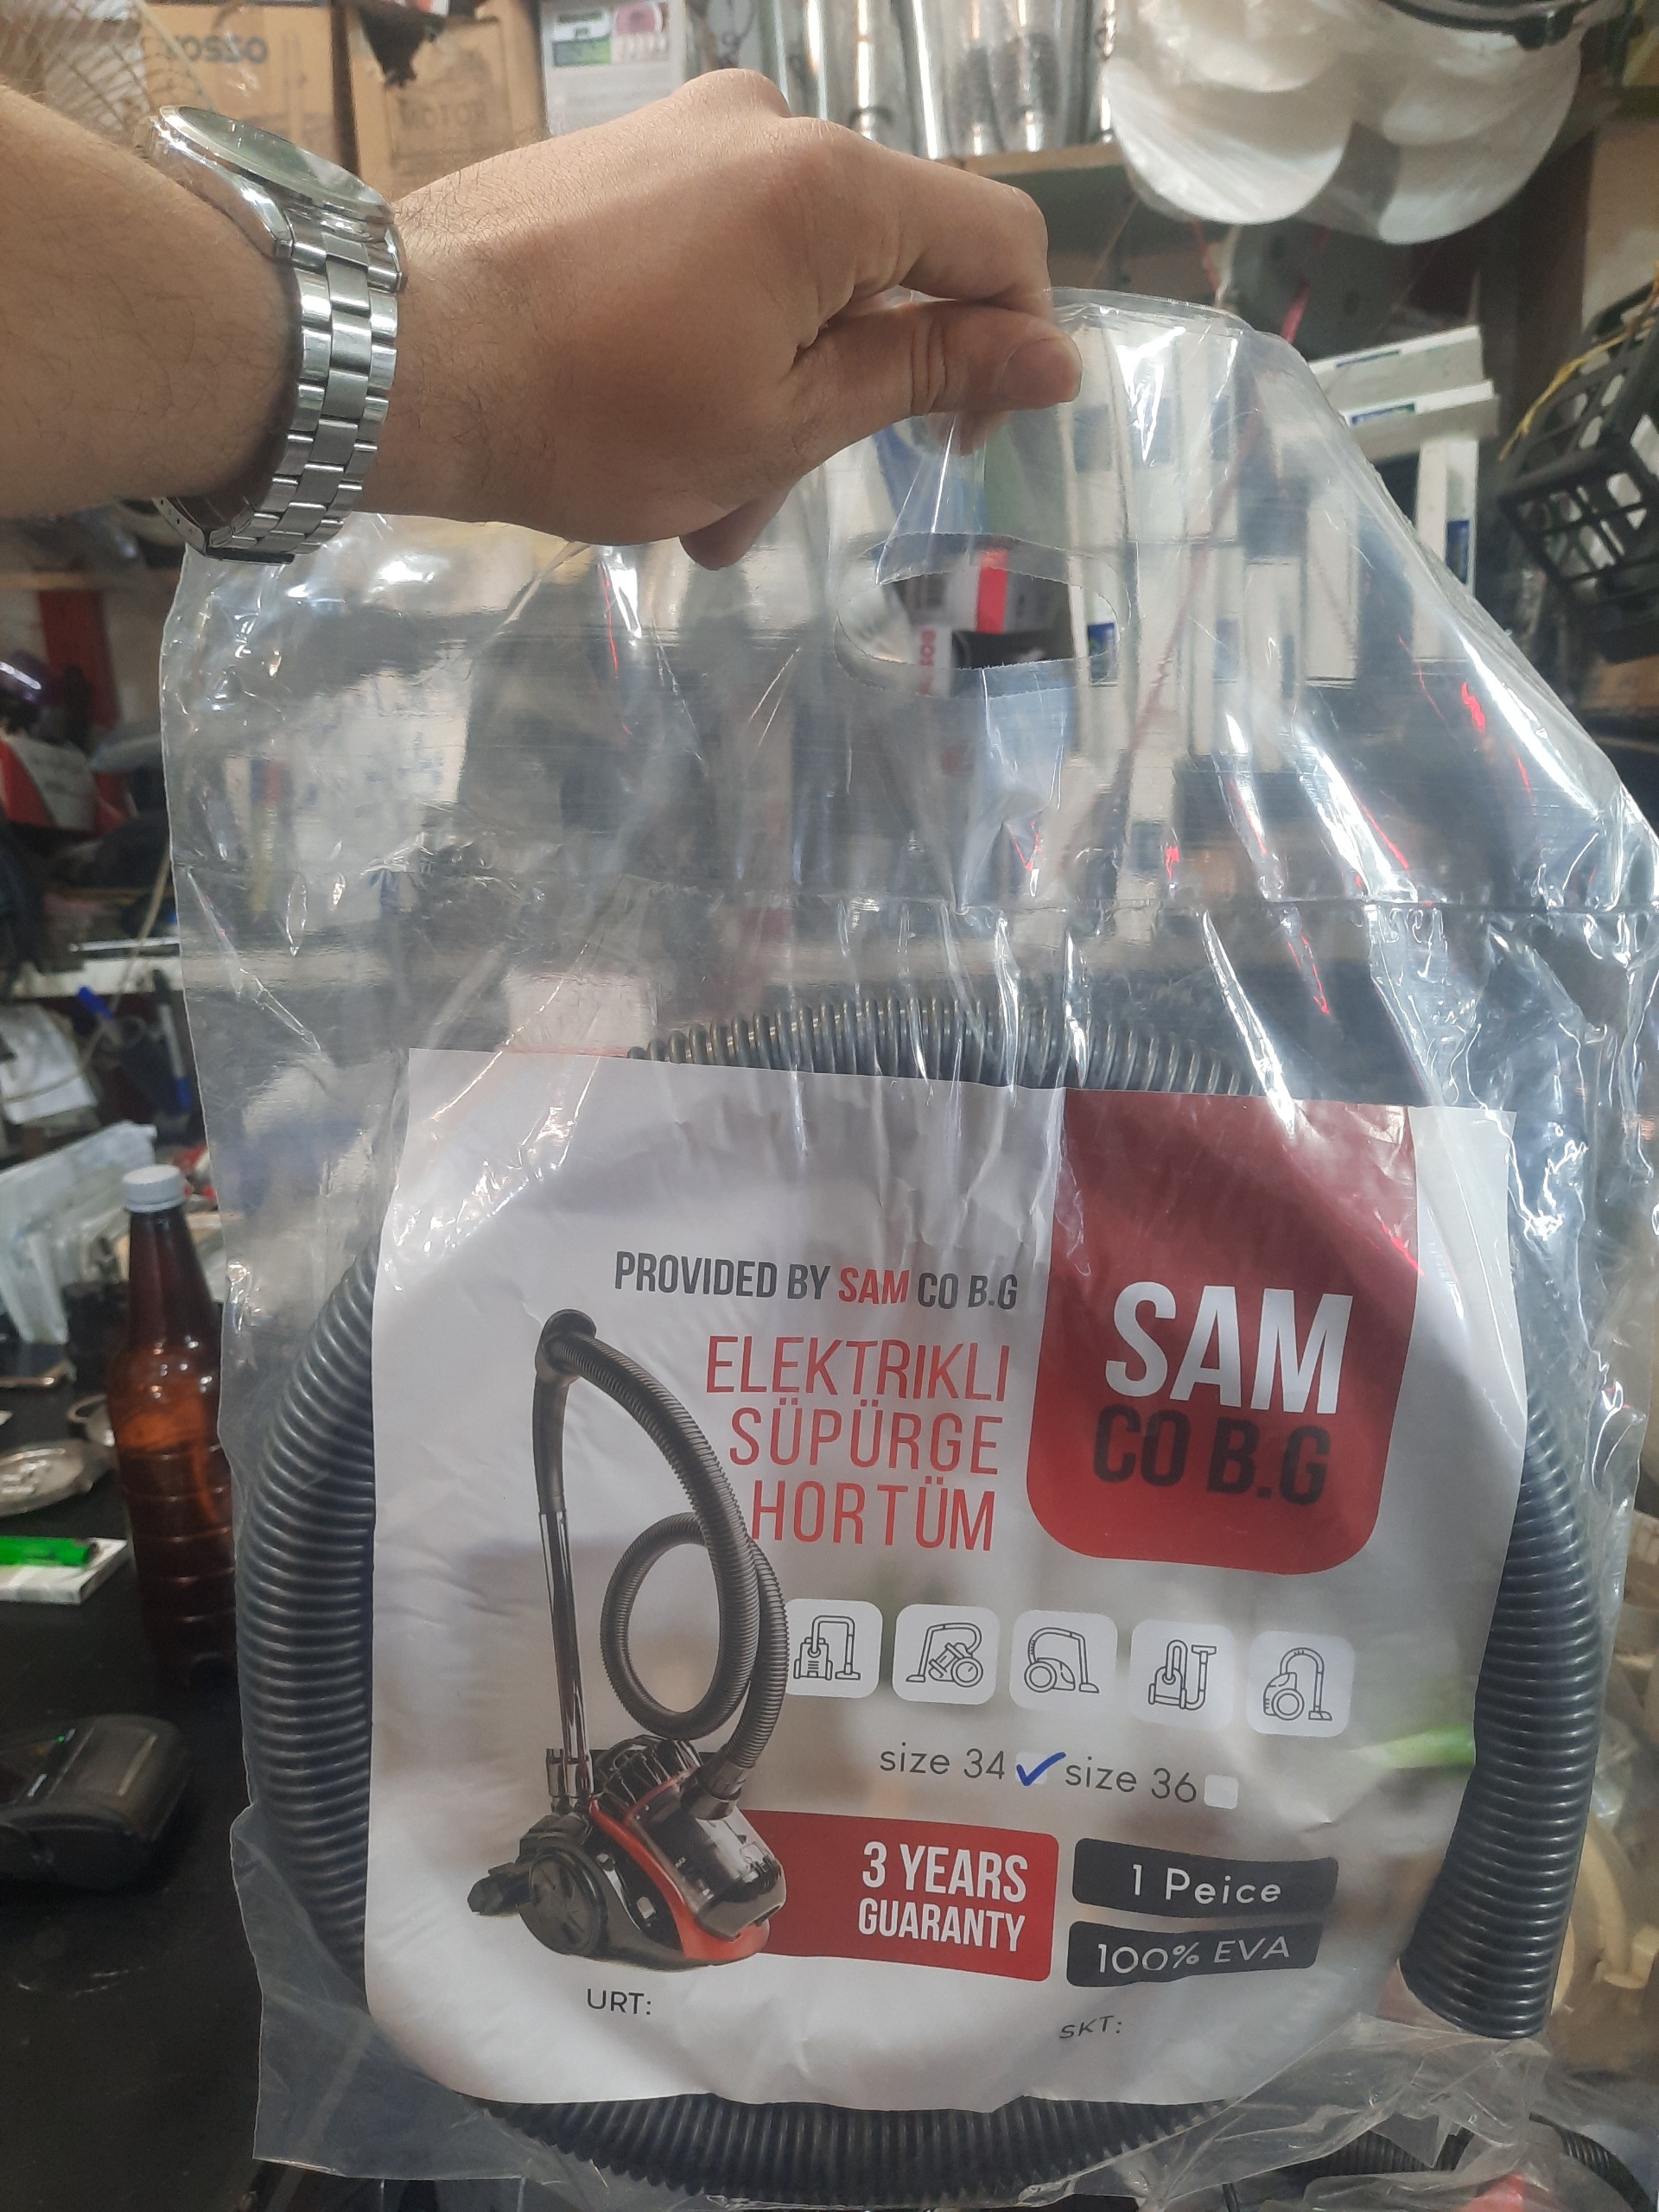 PROVIDED BY SAM CO B.G
ELEKTRIKLI
SÜPÜRGE
HORTÜM
SAM
CO B.G
size 34 size 36
3 YEARS
GUARANTY
1 Peice
100% EVA
URT:
SKT: